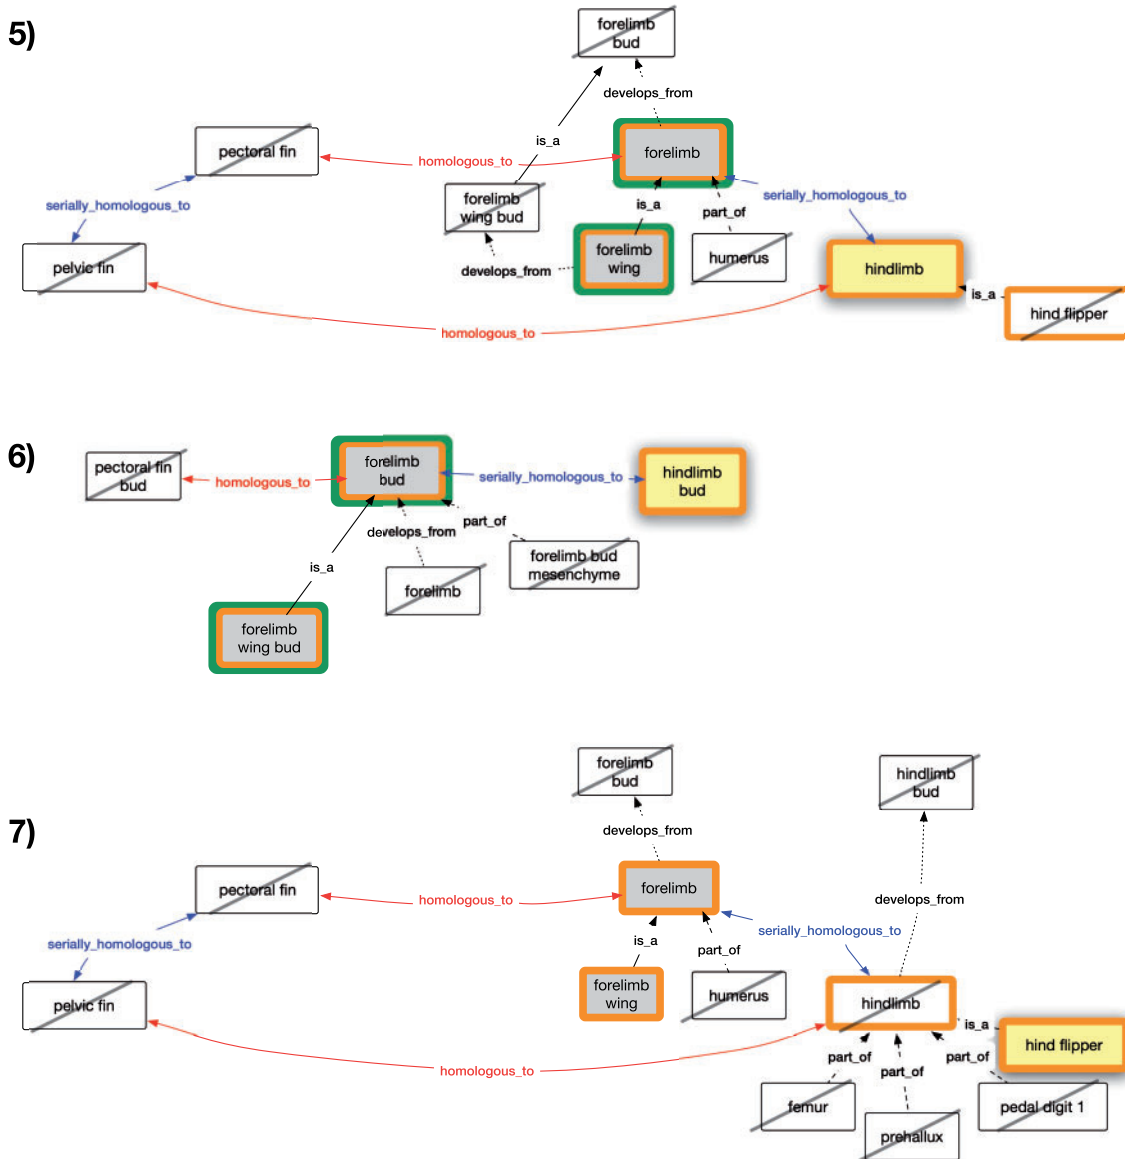 5)
forelimb
bud
develops_from
is_a
pectoral fin
homologous_to
forelimb
serially_homologous_to
forelimb
wing bud
is_a
part_of
serially_homologous_to
pelvic fin
develops_from
forelimb
wing
humerus
hindlimb
is_a
hind flipper
homologous_to
6)
pectoral fin
bud
homologous_to
forelimb
bud
serially_homologous_to
hindlimb
bud
develops_from
part_of
is_a
forelimb bud
mesenchyme
forelimb
forelimb
wing bud
7)
forelimb
bud
hindlimb
bud
develops_from
pectoral fin
homologous_to
forelimb
develops_from
serially_homologous_to
is_a
part_of
serially_homologous_to
pelvic fin
forelimb
wing
humerus
hindlimb
is_a
hind flipper
homologous_to
part_of
part_of
part_of
femur
prehallux
pedal digit 1